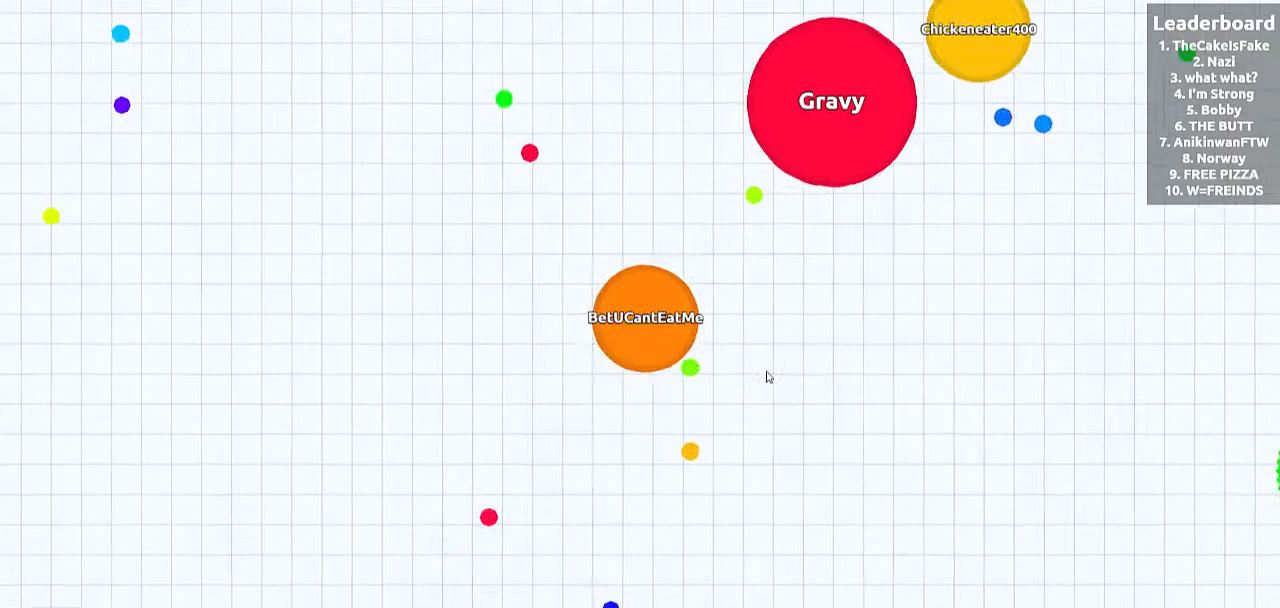 Chickeneater400
Gravy
BetUCantEatMe
Leaderboard
1. TheCakeIsFake
2. Nazi
3. what what?
4. I'm Strong
5. Bobby
6. THE BUTT
7. AnikinwanFTW
8. Norway
9. FREE PIZZA
10. W=FREINDS